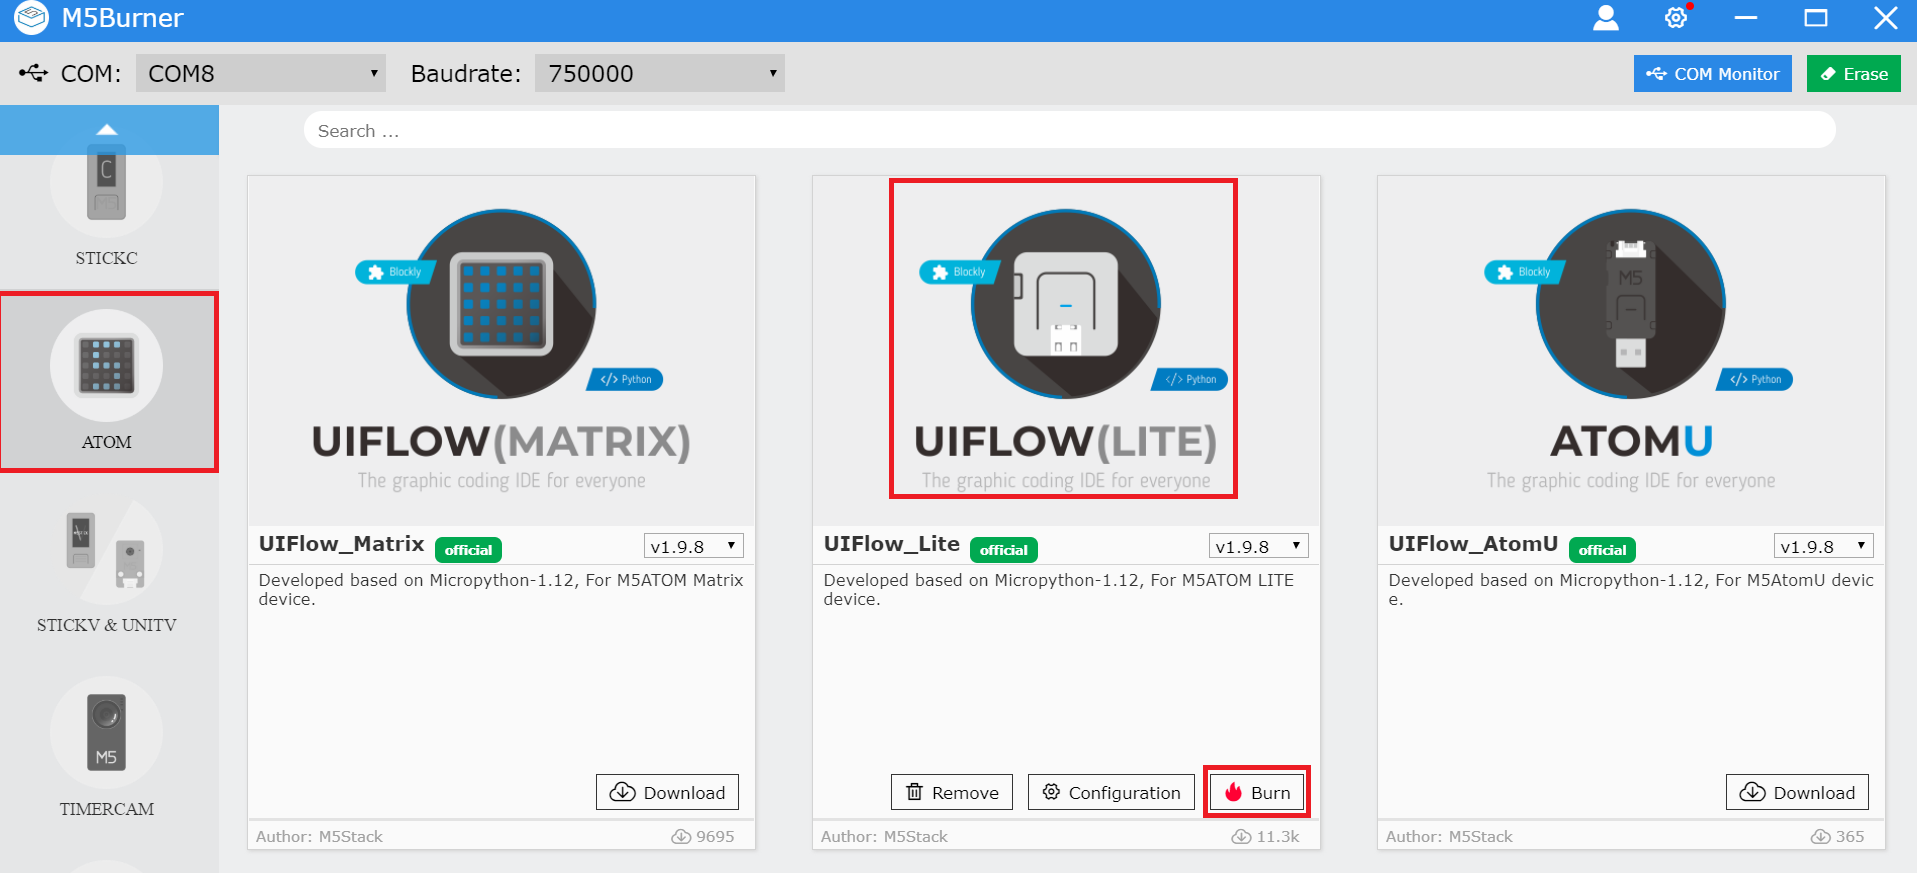 M5Burner
COM: COM8 Baudrate: 750000 COM Monitor Erase
Search ...
C
STICKC
ATOM
STICKV & UNITV
M5
TIMERCAM
Blockly
</> Python
UIFLOW(MATRIX)
The graphic coding IDE for everyone
UIFlow_Matrix official v1.9.8
Developed based on Micropython-1.12, For M5ATOM Matrix
device.
Download
Author: M5Stack 9695
Blockly
</> Python
UIFLOW(LITE)
The graphic coding IDE for everyone
UIFlow_Lite official v1.9.8
Developed based on Micropython-1.12, For M5ATOM LITE
device.
Remove Configuration Burn
Author: M5Stack 11.3k
Blockly
M5
</> Python
ATOMU
The graphic coding IDE for everyone
UIFlow_AtomU official v1.9.8
Developed based on Micropython-1.12, For M5AtomU devic
e.
Download
Author: M5Stack 365